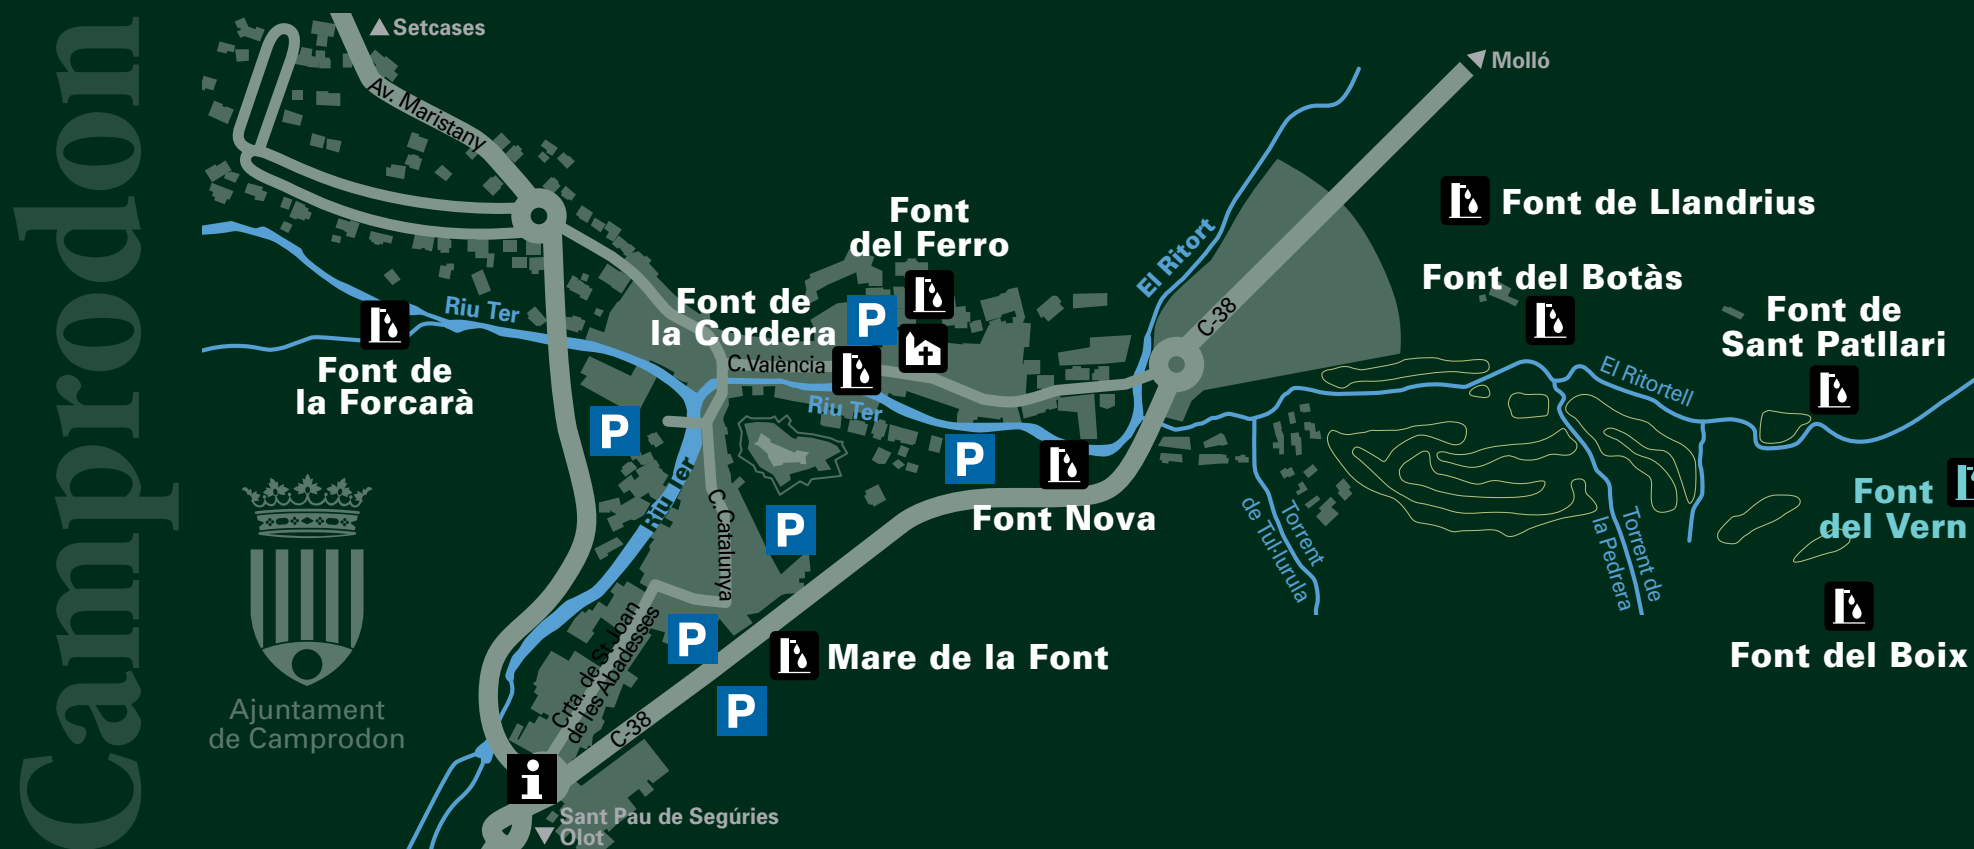 Camprodon
Setcases
Av. Maristany
Molló
Font de Llandrius
Font
del Ferro
El Ritort
Font del Botàs
Font de
la Cordera
P
C-38
Riu Ter
Font de
Sant Patllari
C.València
Font de
la Forcarà
Riu Ter
El Ritortell
P
P
Font
del Vern
Riu Ter
C. Catalunya
P
Font Nova
Torrent
de Tul·lurula
Torrent de
la Pedrera
Crta. de St. Joan
de les Abadesses
P
Mare de la Font
Font del Boix
P
C-38
Ajuntament
de Camprodon
i
Sant Pau de Segúries
Olot